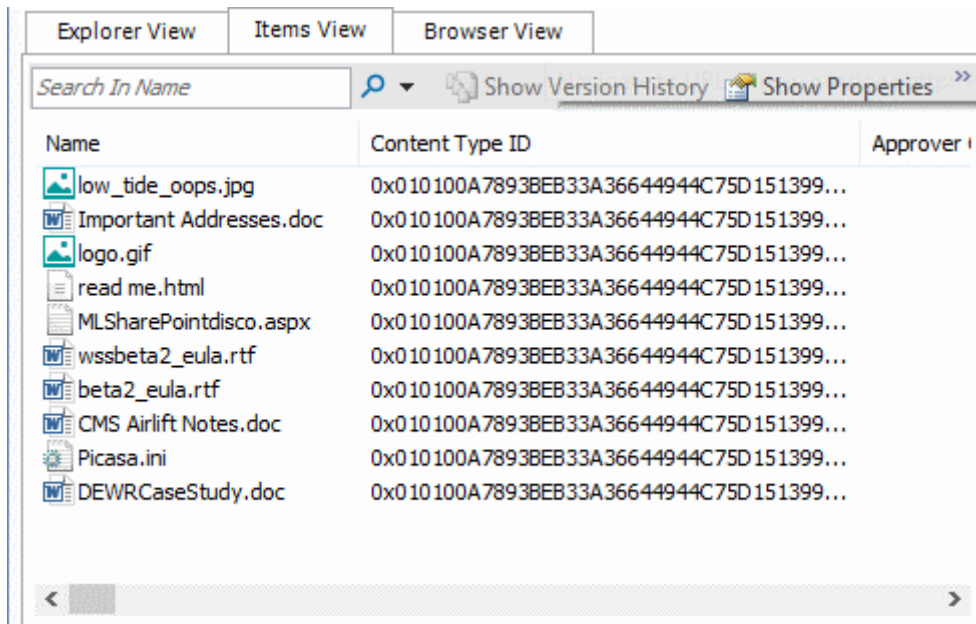 Explorer View Items View Browser View
Search In Name Show Version History Show Properties »
Name Content Type ID Approver
low_tide_oops.jpg 0x010100A7893BEB33A36644944C75D151399...
Important Addresses.doc 0x010100A7893BEB33A36644944C75D151399...
logo.gif 0x010100A7893BEB33A36644944C75D151399...
read me.html 0x010100A7893BEB33A36644944C75D151399...
MLSharePointdisco.aspx 0x010100A7893BEB33A36644944C75D151399...
wssbeta2_eula.rtf 0x010100A7893BEB33A36644944C75D151399...
beta2_eula.rtf 0x010100A7893BEB33A36644944C75D151399...
CMS Airlift Notes.doc 0x010100A7893BEB33A36644944C75D151399...
Picasa.ini 0x010100A7893BEB33A36644944C75D151399...
DEWRCaseStudy.doc 0x010100A7893BEB33A36644944C75D151399...